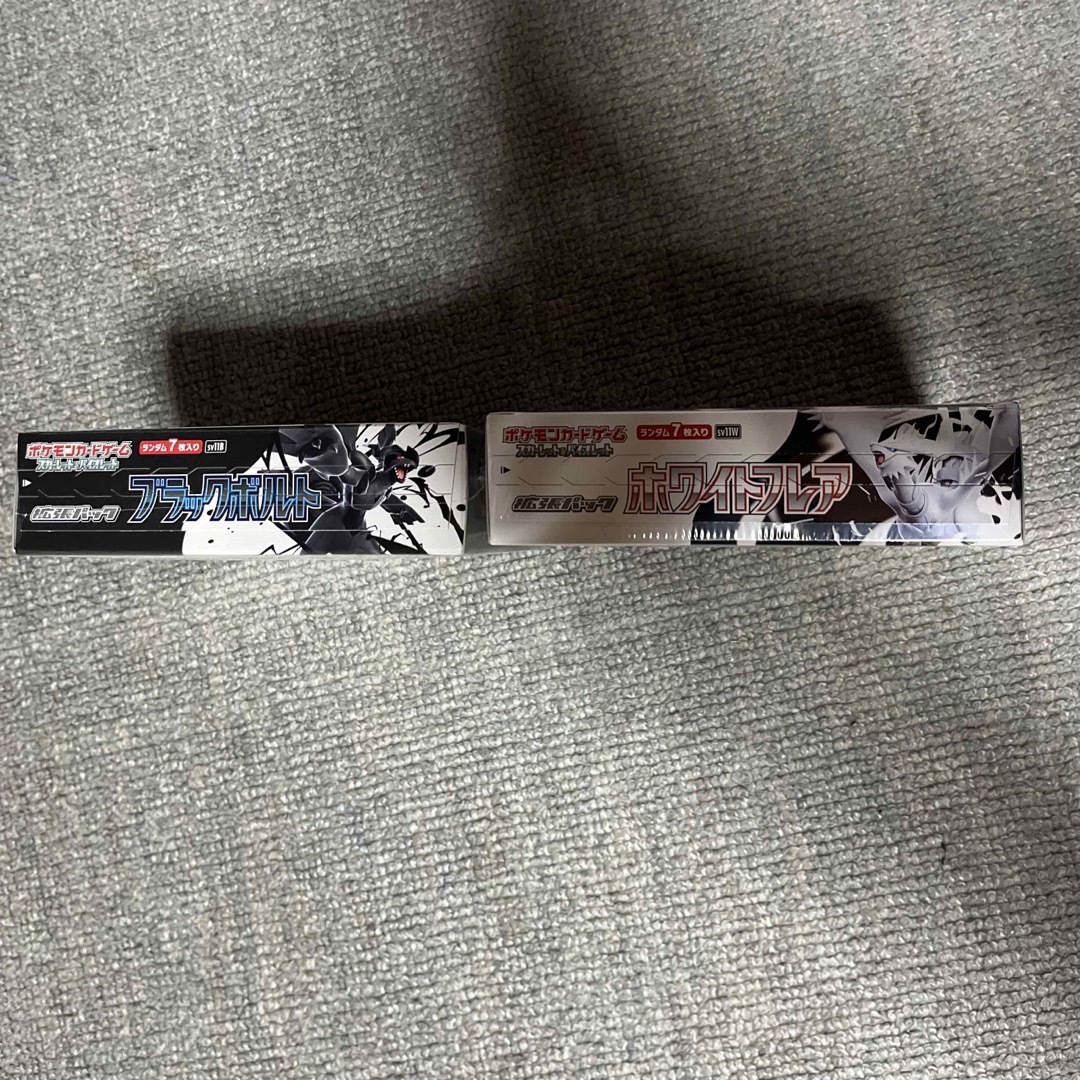 ポケモンカードゲーム
スカーレット&バイオレット
ランダム7枚入り
sv11B
拡張パック
ブラックボルト
ポケモンカードゲーム
スカーレット&バイオレット
ランダム7枚入り
sv11W
拡張パック
ホワイトフレア